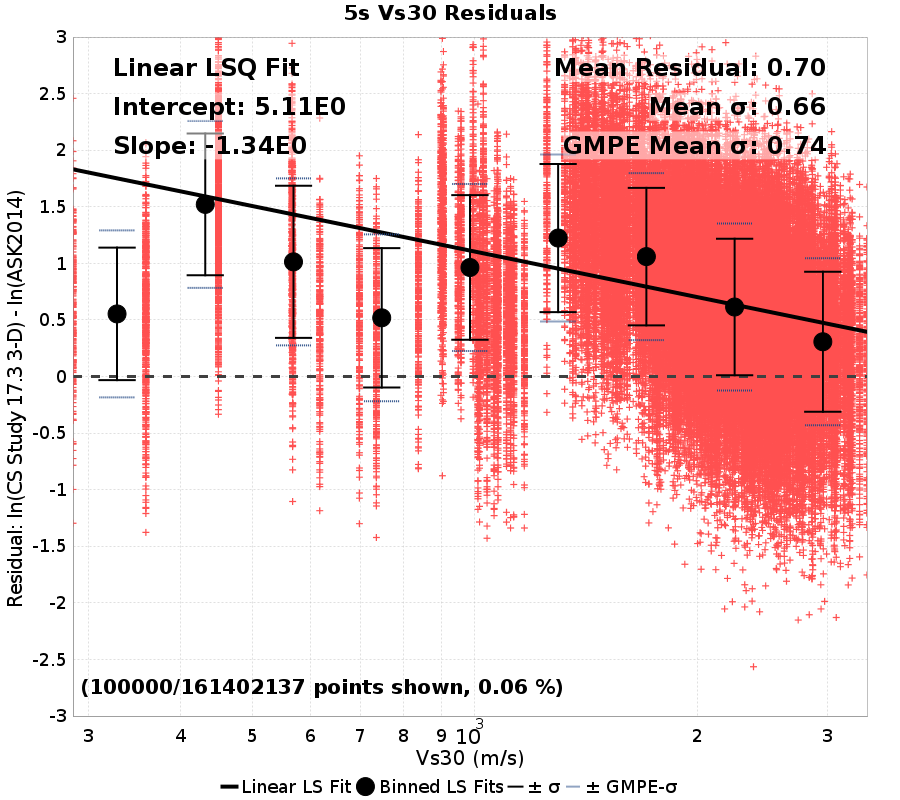 5s Vs30 Residuals
Linear LSQ Fit
Intercept: 5.11E0
Slope: -1.34E0
Mean Residual: 0.70
Mean σ: 0.66
GMPE Mean σ: 0.74
3
2.5
2
1.5
1
0.5
0
-0.5
-1
-1.5
-2
-2.5
-3
Residual: ln(CS Study 17.3 3-D) - ln(ASK2014)
(100000/161402137 points shown, 0.06 %)
3 4 5 6 7 8 9 10³ 2 3
Vs30 (m/s)
Linear LS Fit Binned LS Fits ± σ ± GMPE-σ